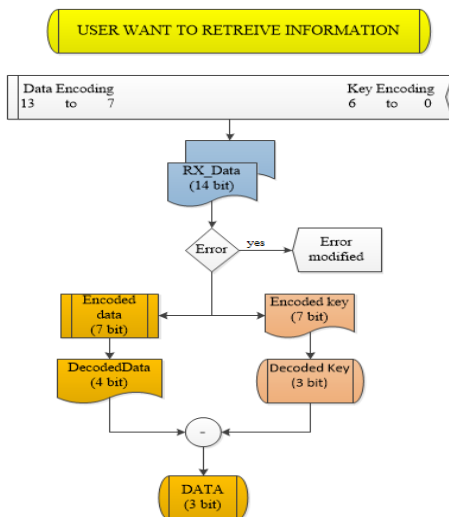 USER WANT TO RETREIVE INFORMATION
Data Encoding
13 to 7
Key Encoding
6 to 0
RX_Data
(14 bit)
Error
yes
Error
modified
Encoded
data
(7 bit)
Encoded key
(7 bit)
DecodedData
(4 bit)
Decoded Key
(3 bit)
-
DATA
(3 bit)